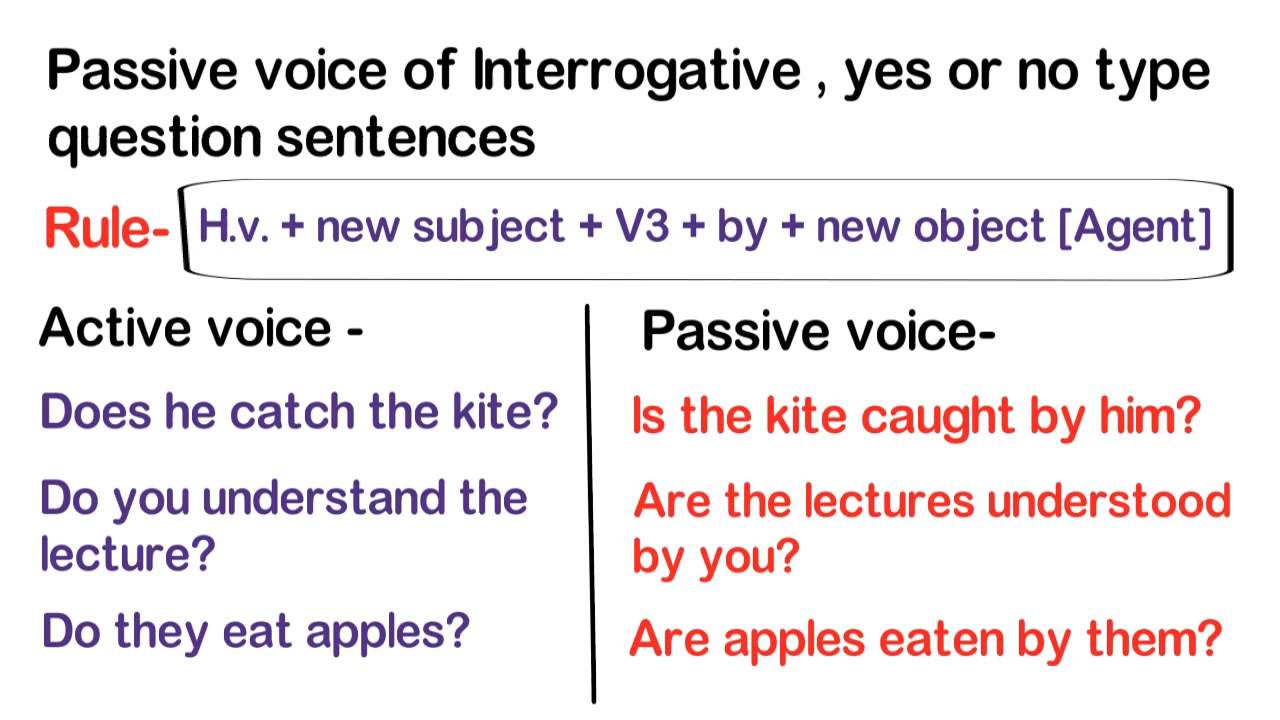 Passive voice of Interrogative , yes or no type
question sentences
Rule- H.v. + new subject + V3 + by + new object [Agent]
Active voice -
Does he catch the kite?
Do you understand the
lecture?
Do they eat apples?
Passive voice-
Is the kite caught by him?
Are the lectures understood
by you?
Are apples eaten by them?